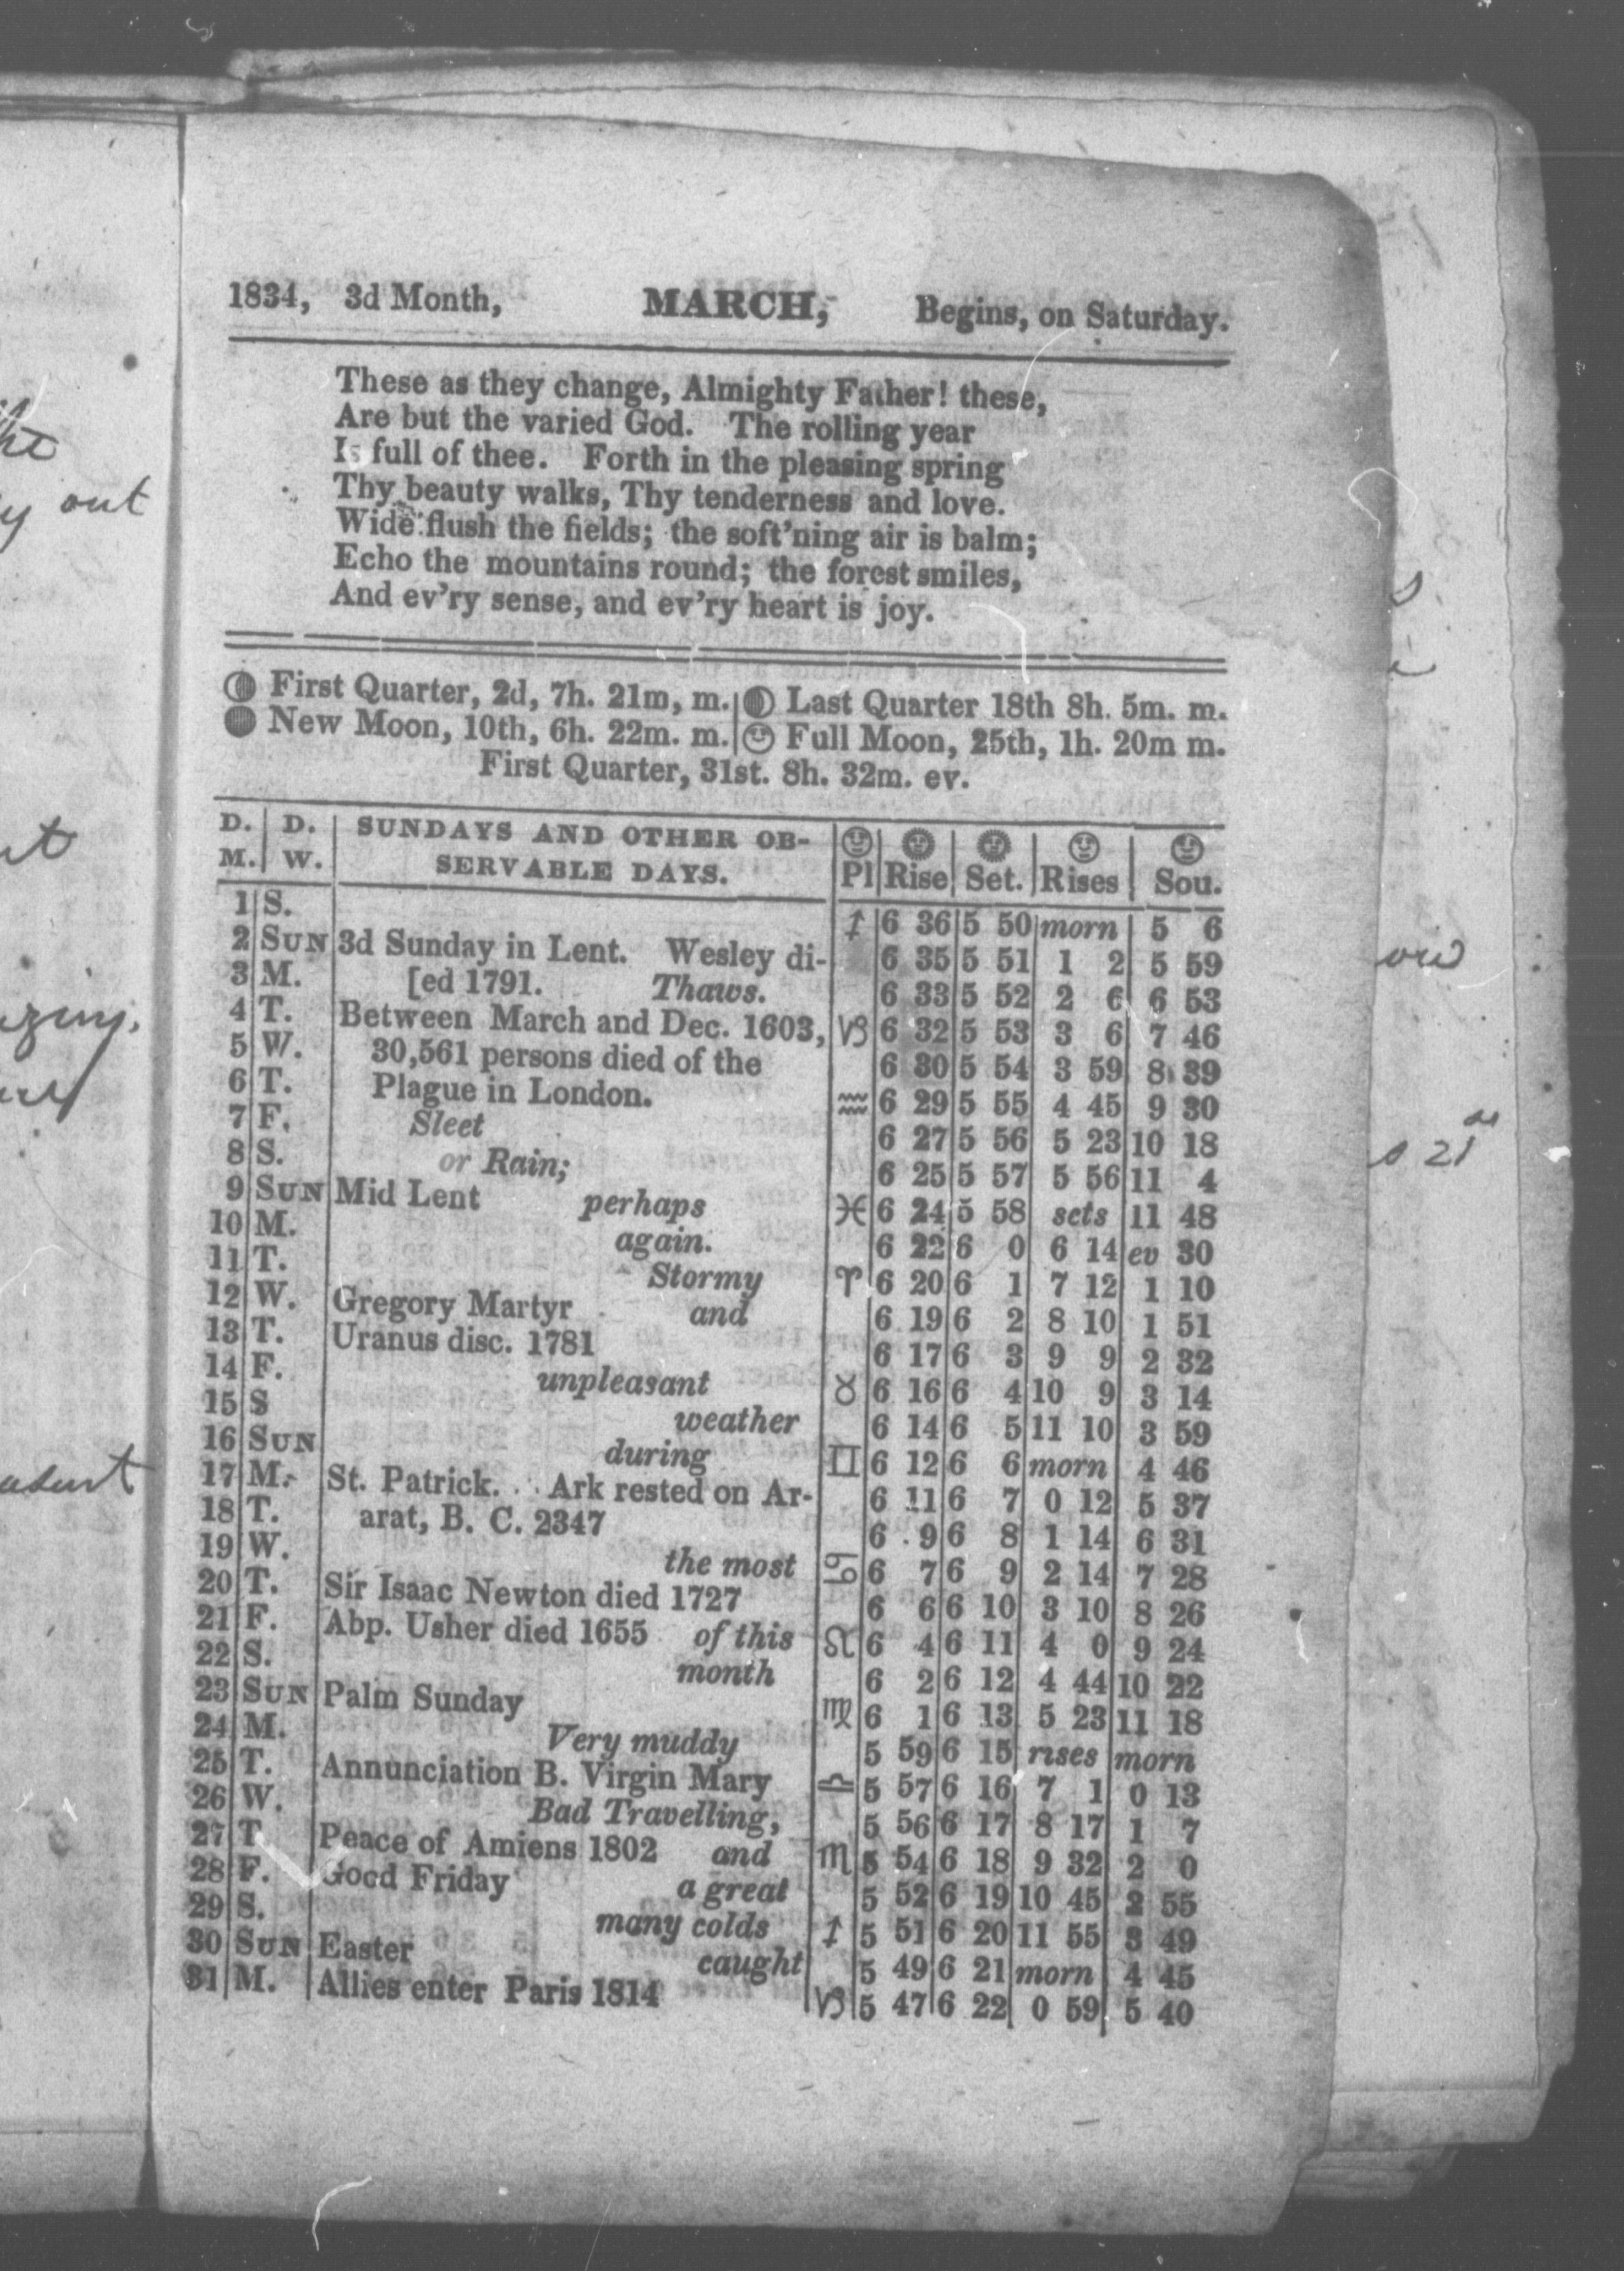 1834, 3d Month, MARCH, Begins, on Saturday.
These as they change, Almighty Father! these,
Are but the varied God. The rolling year
Is full of thee. Forth in the pleasing spring
Thy beauty walks, Thy tenderness and love.
Wide flush the fields; the soft'ning air is balm;
Echo the mountains round; the forest smiles,
And ev'ry sense, and ev'ry heart is joy.
First Quarter, 2d, 7h. 21m, m. Last Quarter 18th 8h. 5m. m.
New Moon, 10th, 6h. 22m. m. Full Moon, 25th, 1h. 20m m.
First Quarter, 31st. 8h. 32m. ev.
D. D. SUNDAYS AND OTHER OB-
M. W. SERVABLE DAYS. Pl Rise Set. Rises Sou.
1 S. ♐ 6 36 5 50 morn 5 6
2 SUN 3d Sunday in Lent. Wesley di- 6 35 5 51 1 2 5 59
3 M. [ed 1791. Thaws. 6 33 5 52 2 6 6 53
4 T. Between March and Dec. 1603, ♑ 6 32 5 53 3 6 7 46
5 W. 30,561 persons died of the 6 30 5 54 3 59 8 39
6 T. Plague in London. ♒ 6 29 5 55 4 45 9 30
7 F. Sleet 6 27 5 56 5 23 10 18
8 S. or Rain; 6 25 5 57 5 56 11 4
9 SUN Mid Lent perhaps ♓ 6 24 5 58 sets 11 48
10 M. again. 6 22 6 0 6 14 ev 30
11 T. Stormy ♈ 6 20 6 1 7 12 1 10
12 W. Gregory Martyr and 6 19 6 2 8 10 1 51
13 T. Uranus disc. 1781 6 17 6 3 9 9 2 32
14 F. unpleasant ♉ 6 16 6 4 10 9 3 14
15 S weather 6 14 6 5 11 10 3 59
16 SUN during ♊ 6 12 6 6 morn 4 46
17 M. St. Patrick. Ark rested on Ar- 6 11 6 7 0 12 5 37
18 T. arat, B. C. 2347 6 9 6 8 1 14 6 31
19 W. the most ♋ 6 7 6 9 2 14 7 28
20 T. Sir Isaac Newton died 1727 6 6 6 10 3 10 8 26
21 F. Abp. Usher died 1655 of this ♌ 6 4 6 11 4 0 9 24
22 S. month 6 2 6 12 4 44 10 22
23 SUN Palm Sunday ♍ 6 1 6 13 5 23 11 18
24 M. Very muddy 5 59 6 15 rises morn
25 T. Annunciation B. Virgin Mary ♎ 5 57 6 16 7 1 0 13
26 W. Bad Travelling, 5 56 6 17 8 17 1 7
27 T. Peace of Amiens 1802 and ♏ 5 54 6 18 9 32 2 0
28 F. Good Friday a great 5 52 6 19 10 45 2 55
29 S. many colds ♐ 5 51 6 20 11 55 3 49
30 SUN Easter caught 5 49 6 21 morn 4 45
31 M. Allies enter Paris 1814 ♑ 5 47 6 22 0 59 5 40
out